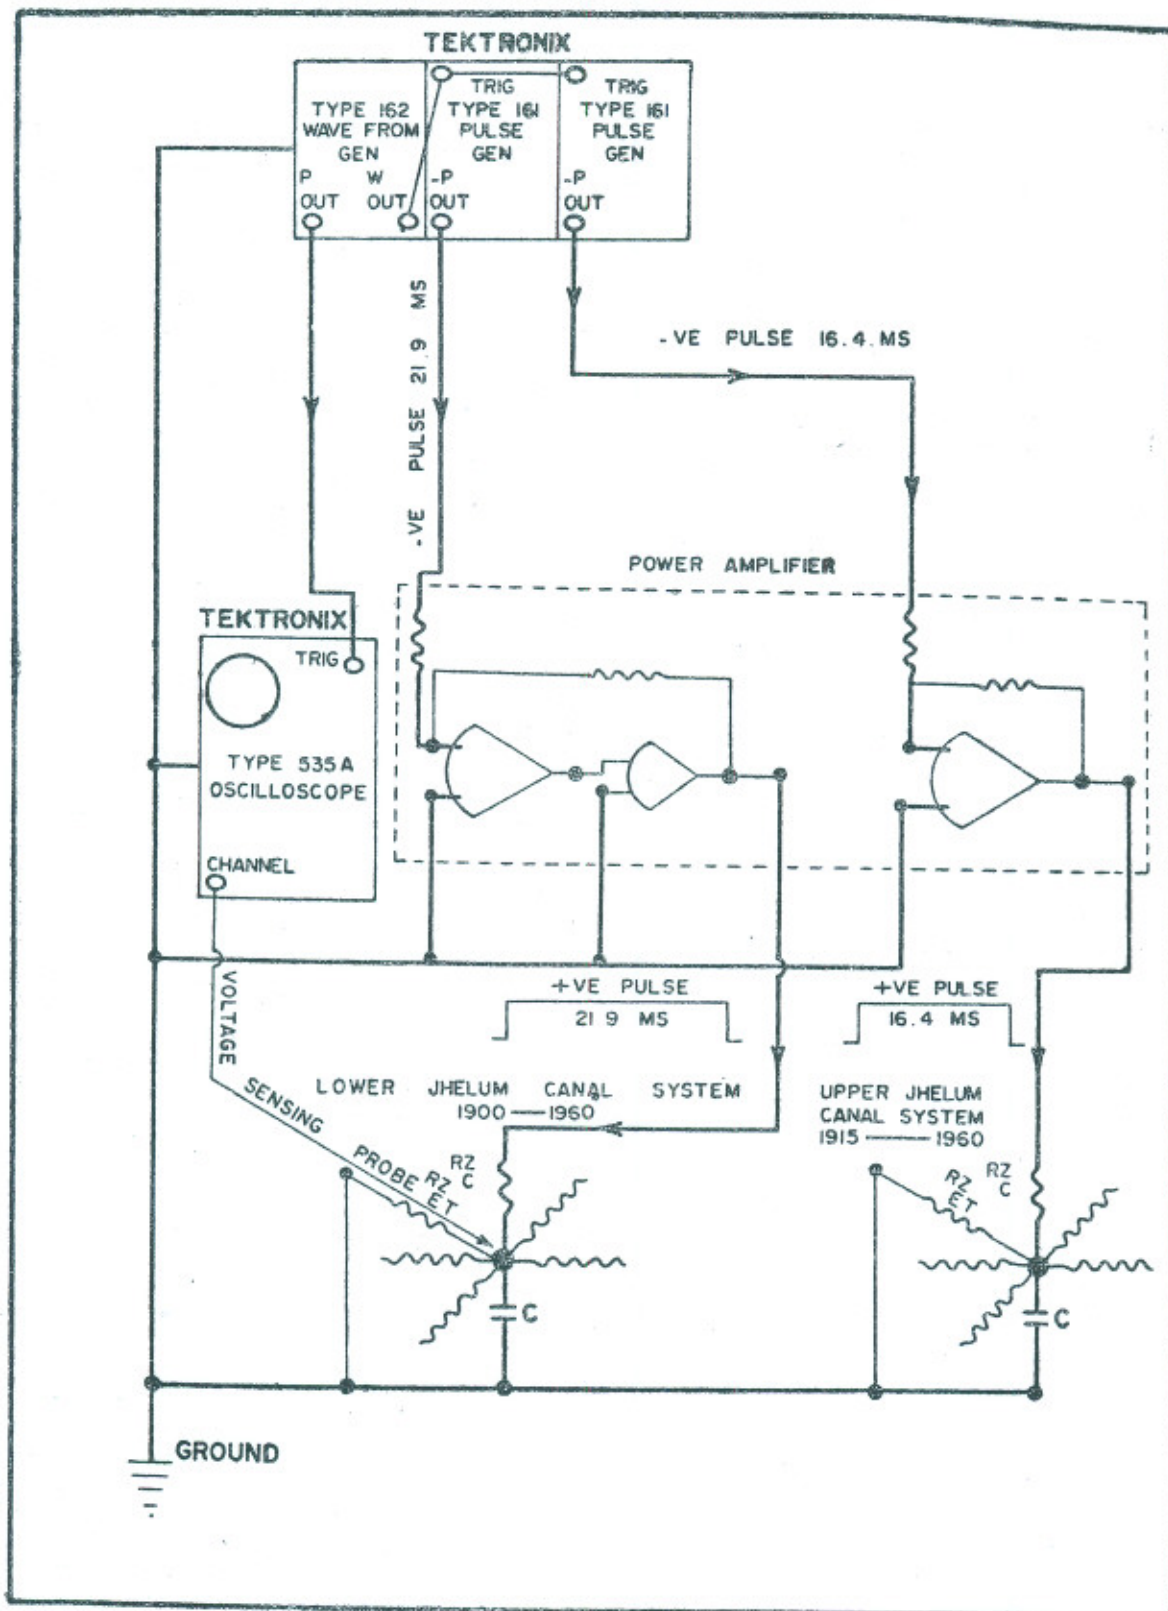 TEKTRONIX
TYPE 162
WAVE FROM
GEN
P
OUT
W
OUT
TRIG
TYPE 161
PULSE
GEN
-P
OUT
TRIG
TYPE 161
PULSE
GEN
-P
OUT
-VE PULSE 21.9 MS
-VE PULSE 16.4.MS
POWER AMPLIFIER
TEKTRONIX
TRIG
TYPE 535A
OSCILLOSCOPE
CHANNEL
VOLTAGE
SENSING
PROBE
+VE PULSE
21 9 MS
+VE PULSE
16.4 MS
LOWER JHELUM CANAL SYSTEM
1900 — 1960
UPPER JHELUM
CANAL SYSTEM
1915 — 1960
RZ
C
RZ
ET
C
RZ
C
RZ
ET
C
GROUND